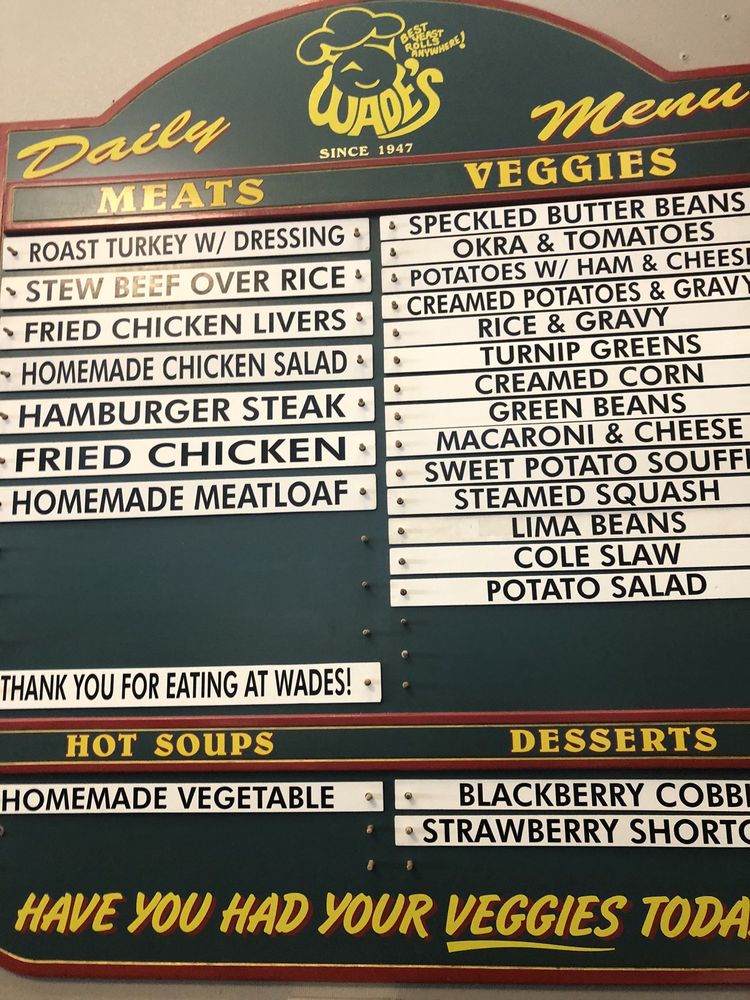 BEST
YEAST
ROLLS
ANYWHERE!
WADE'S
SINCE 1947
Daily Menu
MEATS
ROAST TURKEY W/ DRESSING
STEW BEEF OVER RICE
FRIED CHICKEN LIVERS
HOMEMADE CHICKEN SALAD
HAMBURGER STEAK
FRIED CHICKEN
HOMEMADE MEATLOAF
THANK YOU FOR EATING AT WADES!
VEGGIES
SPECKLED BUTTER BEANS
OKRA & TOMATOES
POTATOES W/ HAM & CHEESE
CREAMED POTATOES & GRAVY
RICE & GRAVY
TURNIP GREENS
CREAMED CORN
GREEN BEANS
MACARONI & CHEESE
SWEET POTATO SOUFFL
STEAMED SQUASH
LIMA BEANS
COLE SLAW
POTATO SALAD
HOT SOUPS
HOMEMADE VEGETABLE
DESSERTS
BLACKBERRY COBB
STRAWBERRY SHORTC
HAVE YOU HAD YOUR VEGGIES TODA